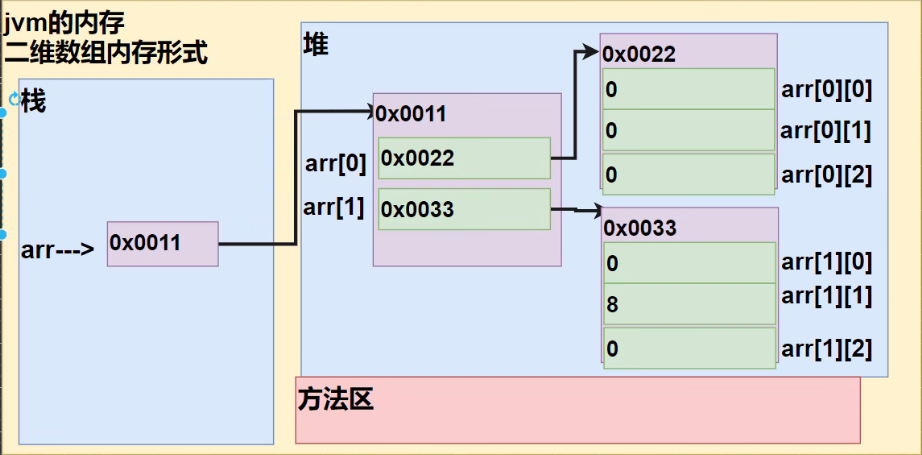 jvm的内存
二维数组内存形式
栈
arr--->
0x0011
堆
0x0011
arr[0]
0x0022
arr[1]
0x0033
0x0022
0
arr[0][0]
0
arr[0][1]
0
arr[0][2]
0x0033
0
arr[1][0]
8
arr[1][1]
0
arr[1][2]
方法区